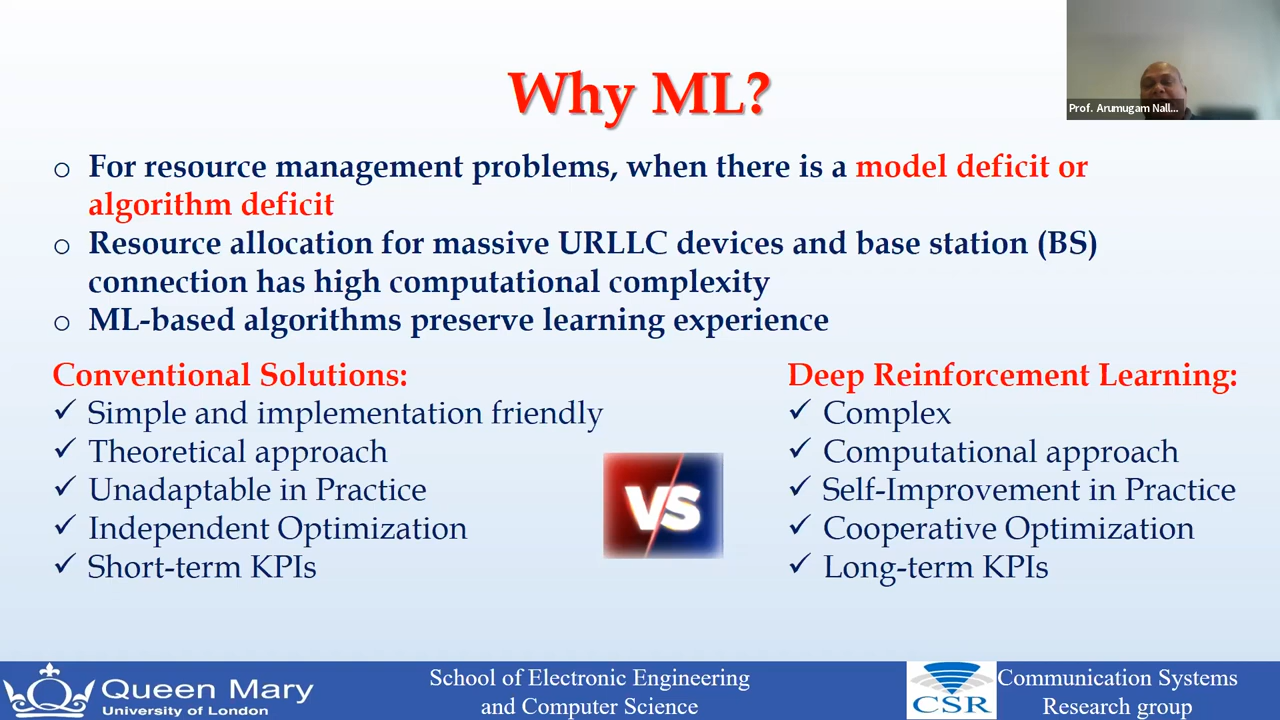 Why ML?
Prof. Arumugam Nall...
o For resource management problems, when there is a model deficit or
algorithm deficit
o Resource allocation for massive URLLC devices and base station (BS)
connection has high computational complexity
o ML-based algorithms preserve learning experience
Conventional Solutions:
✓ Simple and implementation friendly
✓ Theoretical approach
✓ Unadaptable in Practice
✓ Independent Optimization
✓ Short-term KPIs
VS
Deep Reinforcement Learning:
✓ Complex
✓ Computational approach
✓ Self-Improvement in Practice
✓ Cooperative Optimization
✓ Long-term KPIs
Queen Mary
University of London
School of Electronic Engineering
and Computer Science
CSR
Communication Systems
Research group